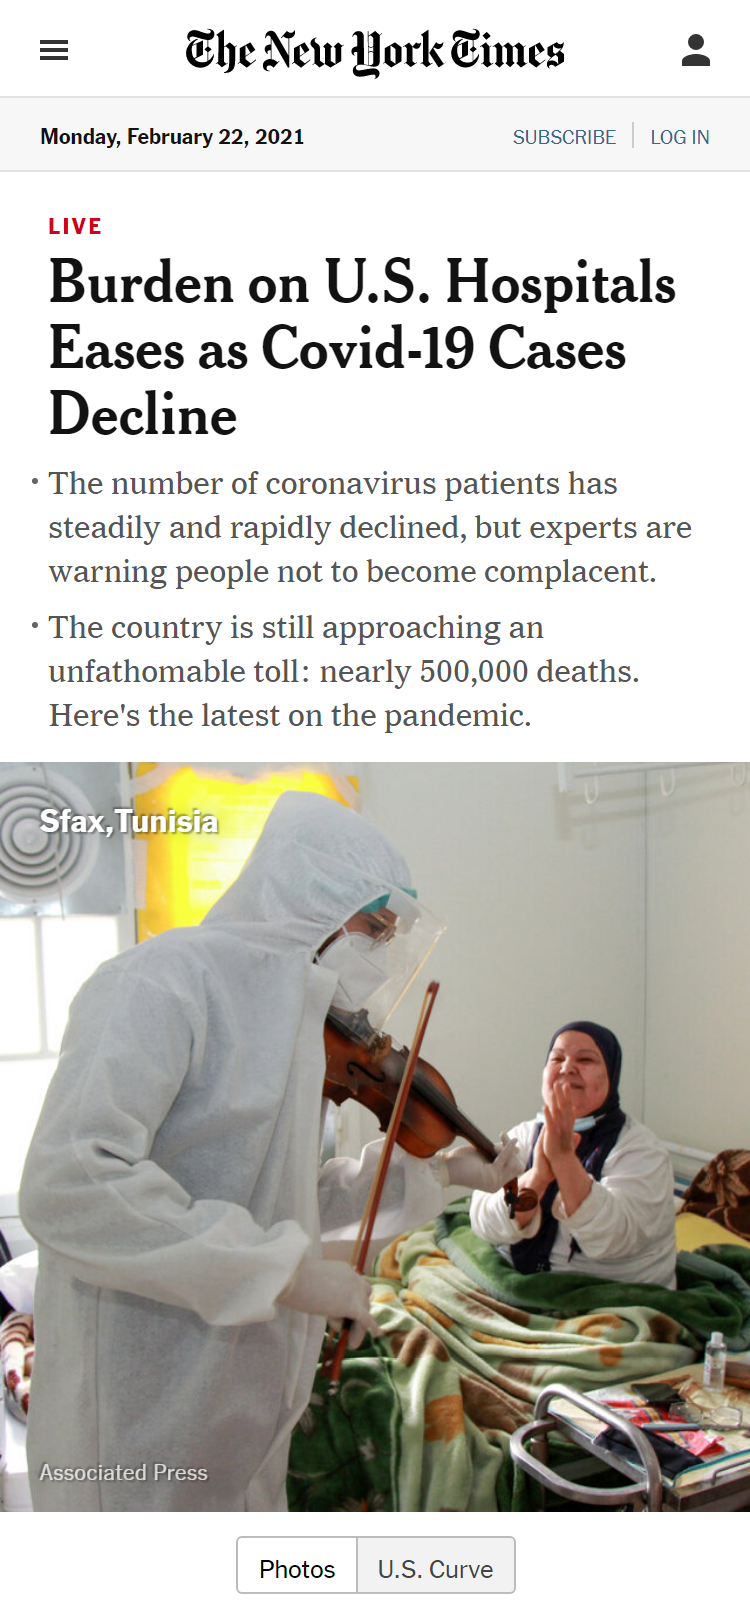 The New York Times
Monday, February 22, 2021
SUBSCRIBE
LOG IN
LIVE
Burden on U.S. Hospitals
Eases as Covid-19 Cases
Decline
• The number of coronavirus patients has
steadily and rapidly declined, but experts are
warning people not to become complacent.
• The country is still approaching an
unfathomable toll: nearly 500,000 deaths.
Here's the latest on the pandemic.
Sfax,Tunisia
Associated Press
Photos
U.S. Curve